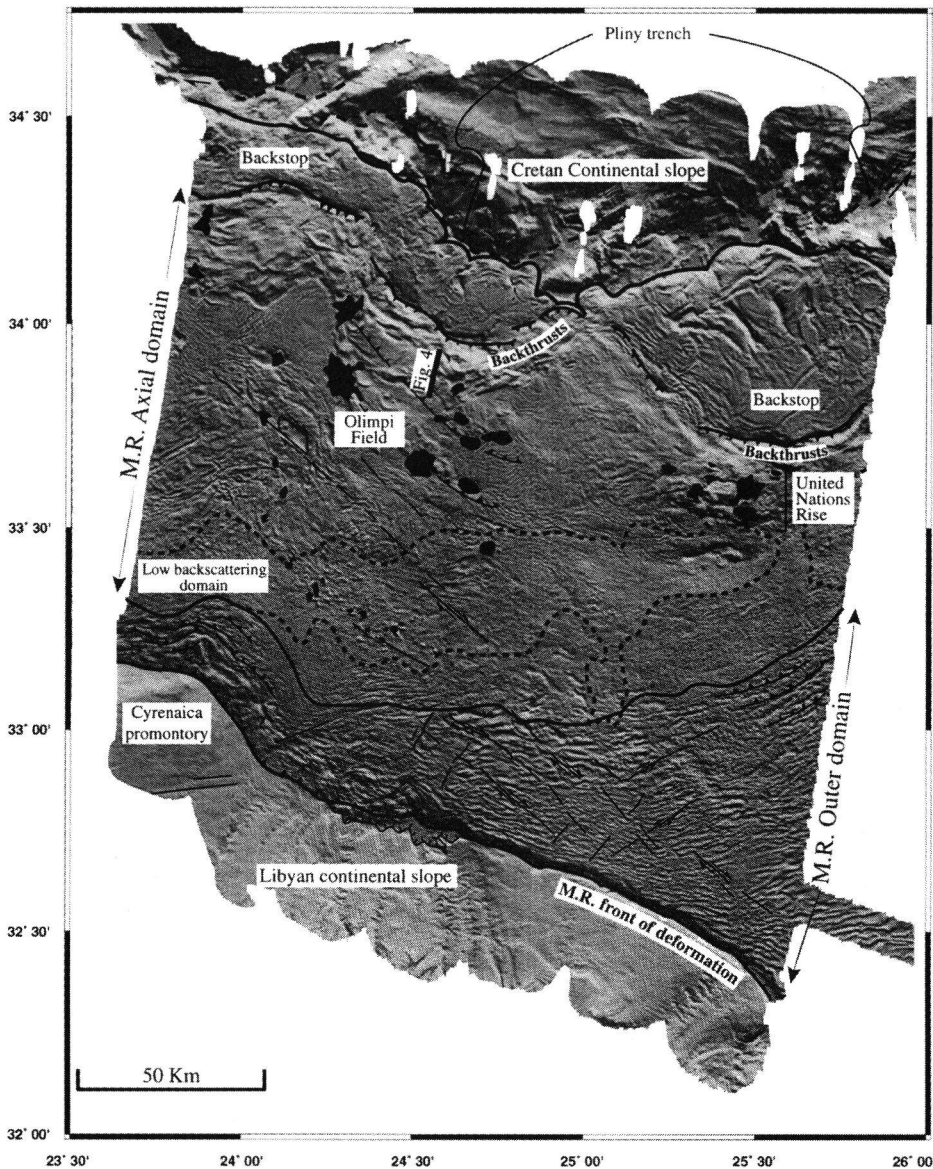 Pliny trench
34° 30'
Backstop
Cretan Continental slope
34° 00'
Backthrusts
Fig. 4
M.R. Axial domain
Backstop
Olimpi
Field
Backthrusts
United
Nations
Rise
33° 30'
Low backscattering
domain
Cyrenaica
promontory
33° 00'
M.R. Outer domain
Libyan continental slope
M.R. front of deformation
32° 30'
50 Km
32° 00'
23° 30'
24° 00'
24° 30'
25° 00'
25° 30'
26° 00'